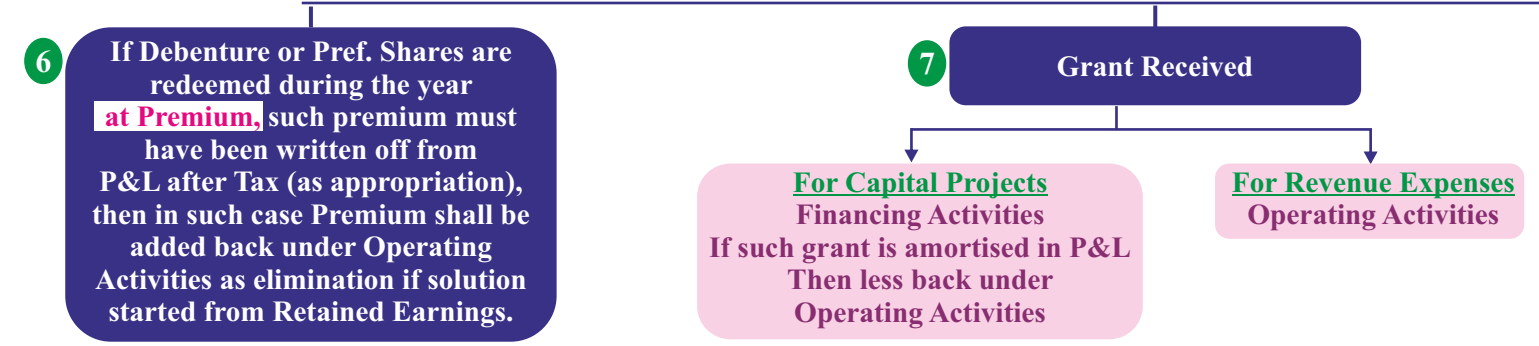 6
If Debenture or Pref. Shares are
redeemed during the year
at Premium, such premium must
have been written off from
P&L after Tax (as appropriation),
then in such case Premium shall be
added back under Operating
Activities as elimination if solution
started from Retained Earnings.
7
Grant Received
For Capital Projects
Financing Activities
If such grant is amortised in P&L
Then less back under
Operating Activities
For Revenue Expenses
Operating Activities